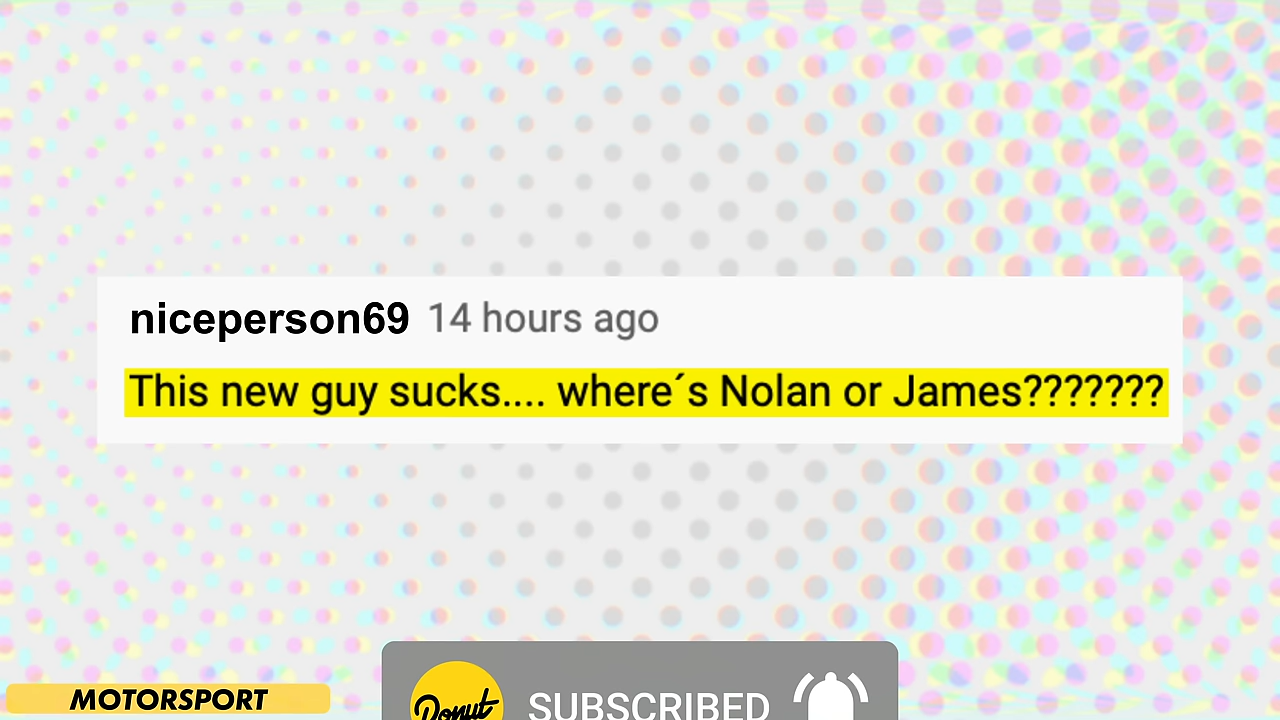 niceperson69 14 hours ago
This new guy sucks.... where´s Nolan or James???????
Donut
SUBSCRIBED
MOTORSPORT